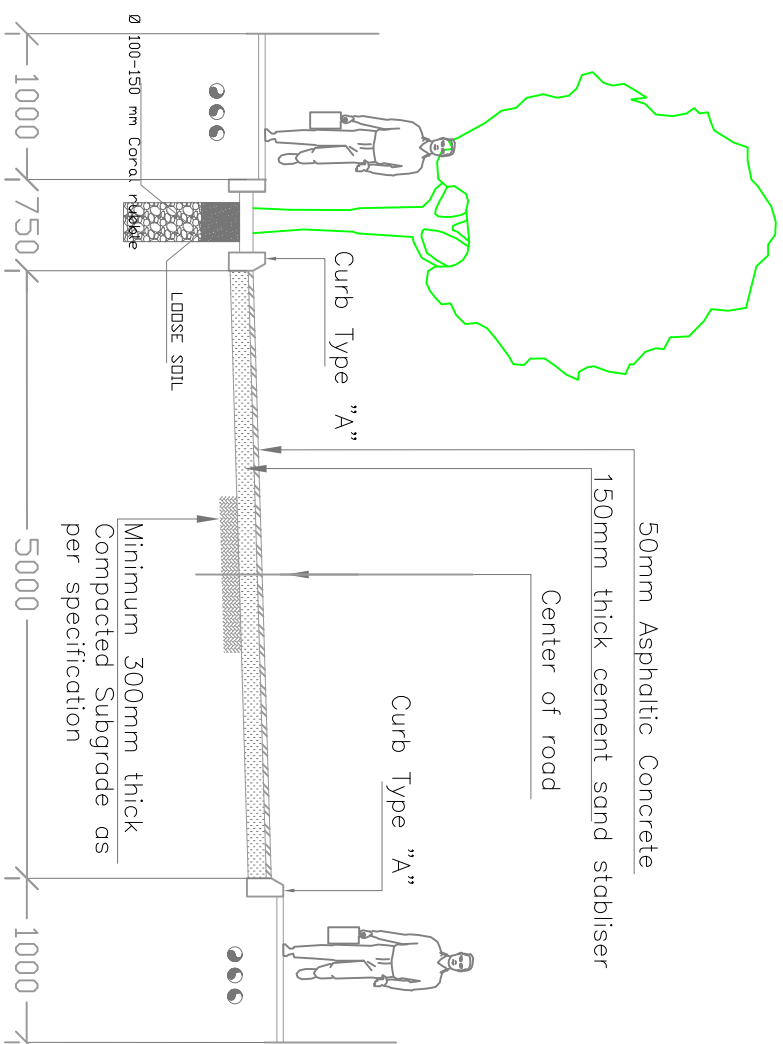 50mm Asphaltic Concrete
150mm thick cement sand stabliser
Center of road
Curb Type "A"
Curb Type "A"
LOOSE SOIL
Ø 100-150 mm Coral rubble
Minimum 300mm thick
Compacted Subgrade as
per specification
1000
750
5000
1000